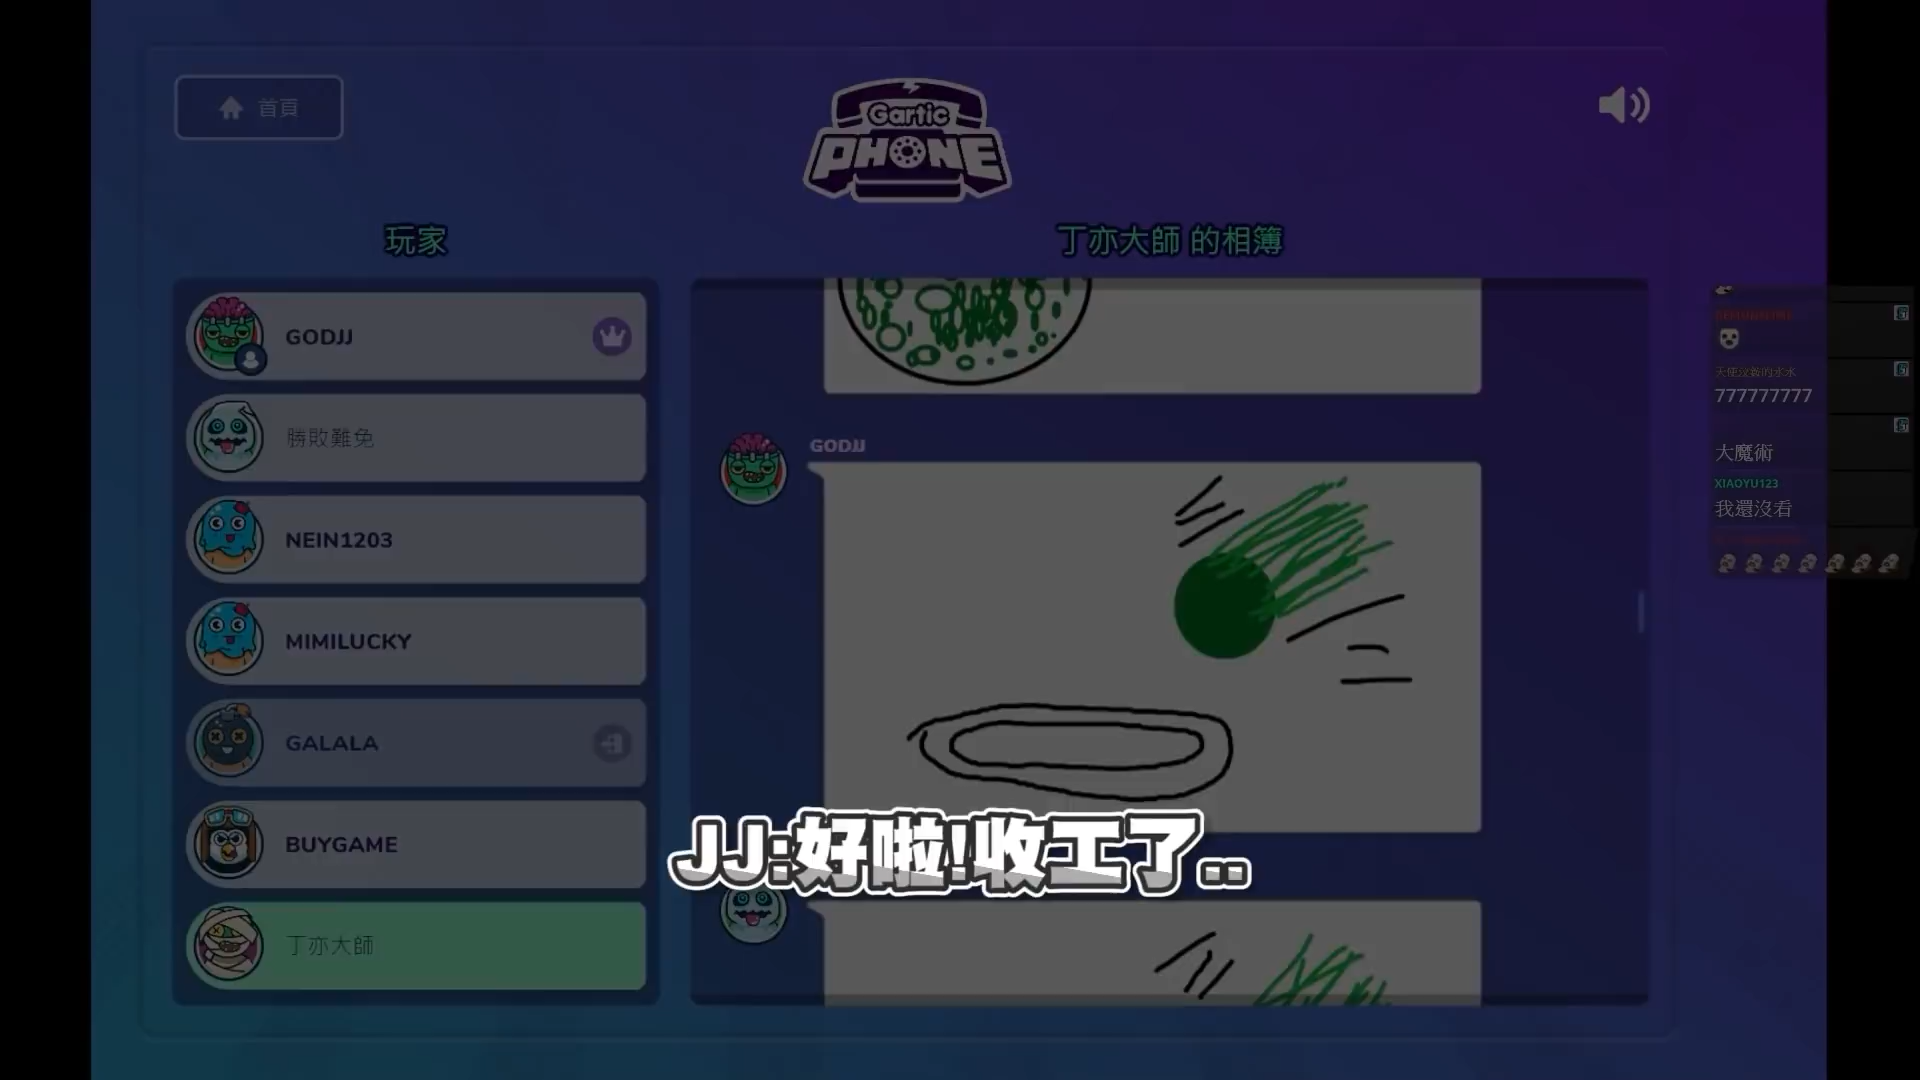 首頁
Gartic
PHONE
玩家
丁亦大師 的相簿
GODJJ
勝敗難免
NEIN1203
MIMILUCKY
GALALA
BUYGAME
丁亦大師
GODJJ
JJ:好啦!收工了..
777777777
大魔術
XIAOYU123
我還沒看